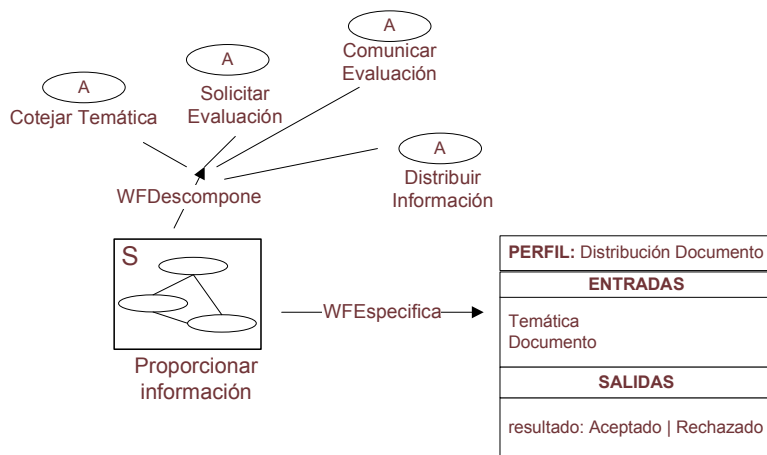 A
Comunicar
Evaluación
A
Solicitar
Evaluación
A
Cotejar Temática
A
Distribuir
Información
WFDescompone
S
Proporcionar
información
WFEspecifica
PERFIL: Distribución Documento
ENTRADAS
Temática
Documento
SALIDAS
resultado: Aceptado | Rechazado